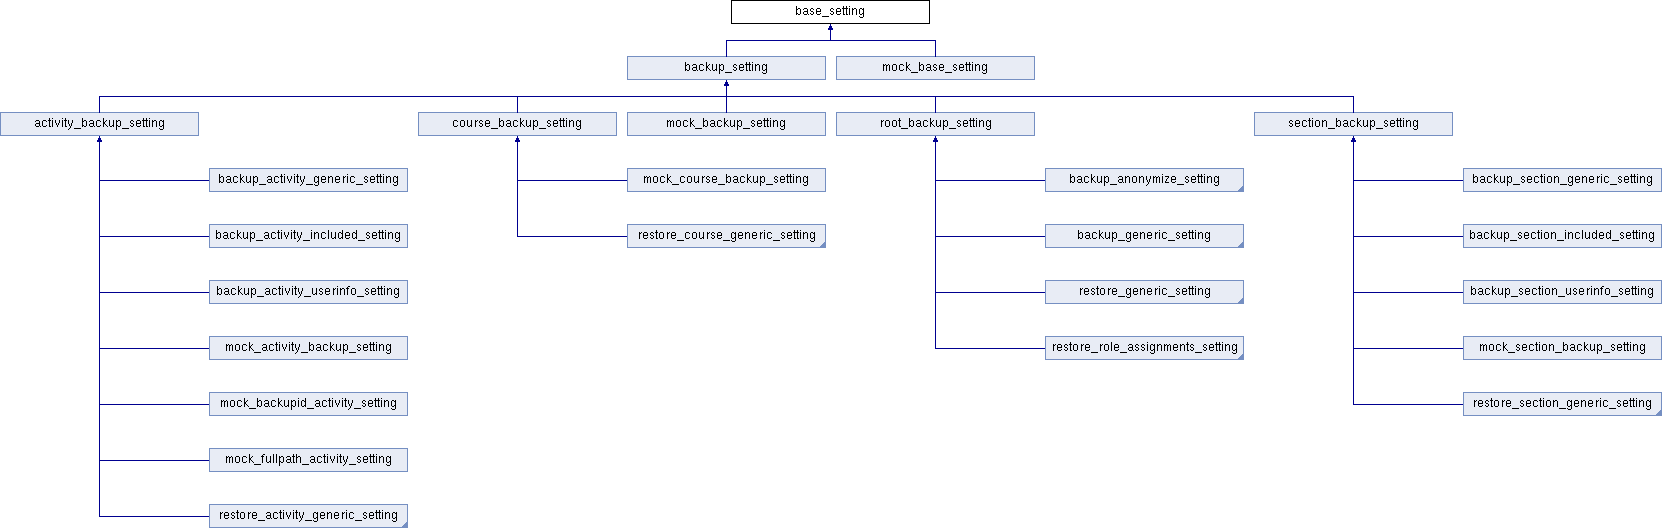 base_setting
backup_setting
mock_base_setting
activity_backup_setting
course_backup_setting
mock_backup_setting
root_backup_setting
section_backup_setting
backup_activity_generic_setting
mock_course_backup_setting
backup_anonymize_setting
backup_section_generic_setting
backup_activity_included_setting
restore_course_generic_setting
backup_generic_setting
backup_section_included_setting
backup_activity_userinfo_setting
restore_generic_setting
backup_section_userinfo_setting
mock_activity_backup_setting
restore_role_assignments_setting
mock_section_backup_setting
mock_backupid_activity_setting
restore_section_generic_setting
mock_fullpath_activity_setting
restore_activity_generic_setting